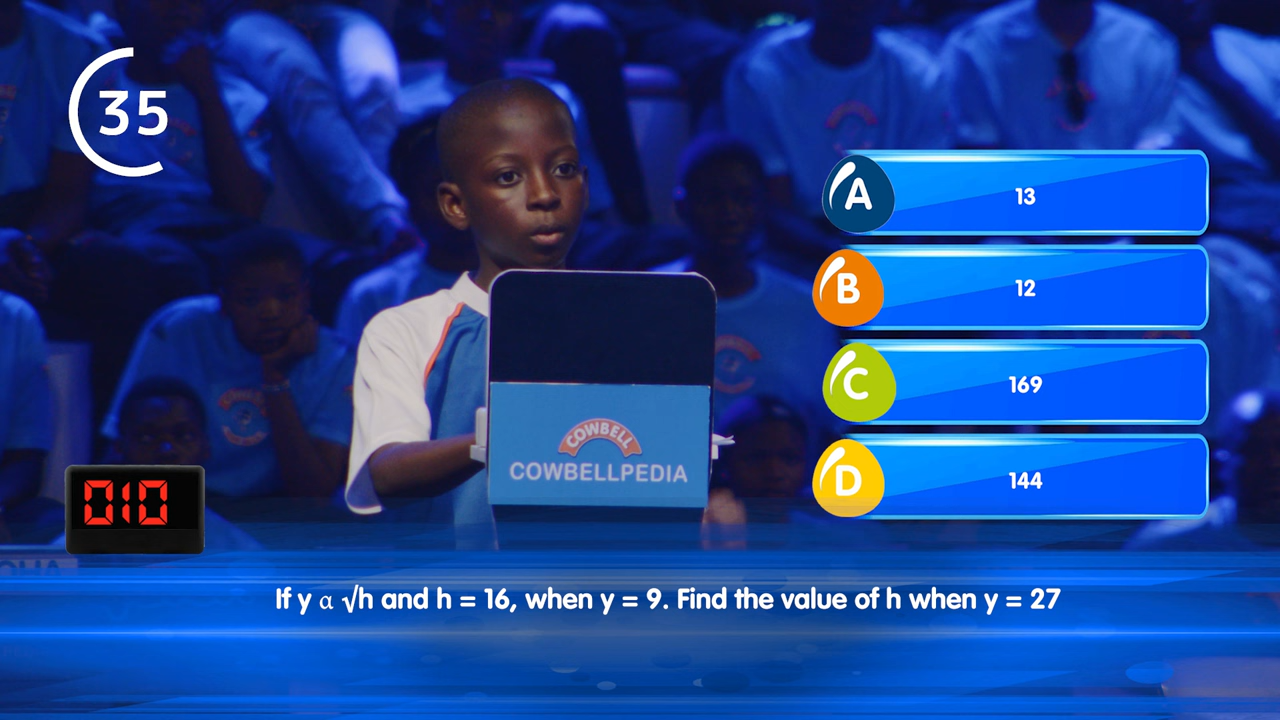 35
A 13
B 12
C 169
D 144
COWBELL
COWBELLPEDIA
010
If y α √h and h = 16, when y = 9. Find the value of h when y = 27